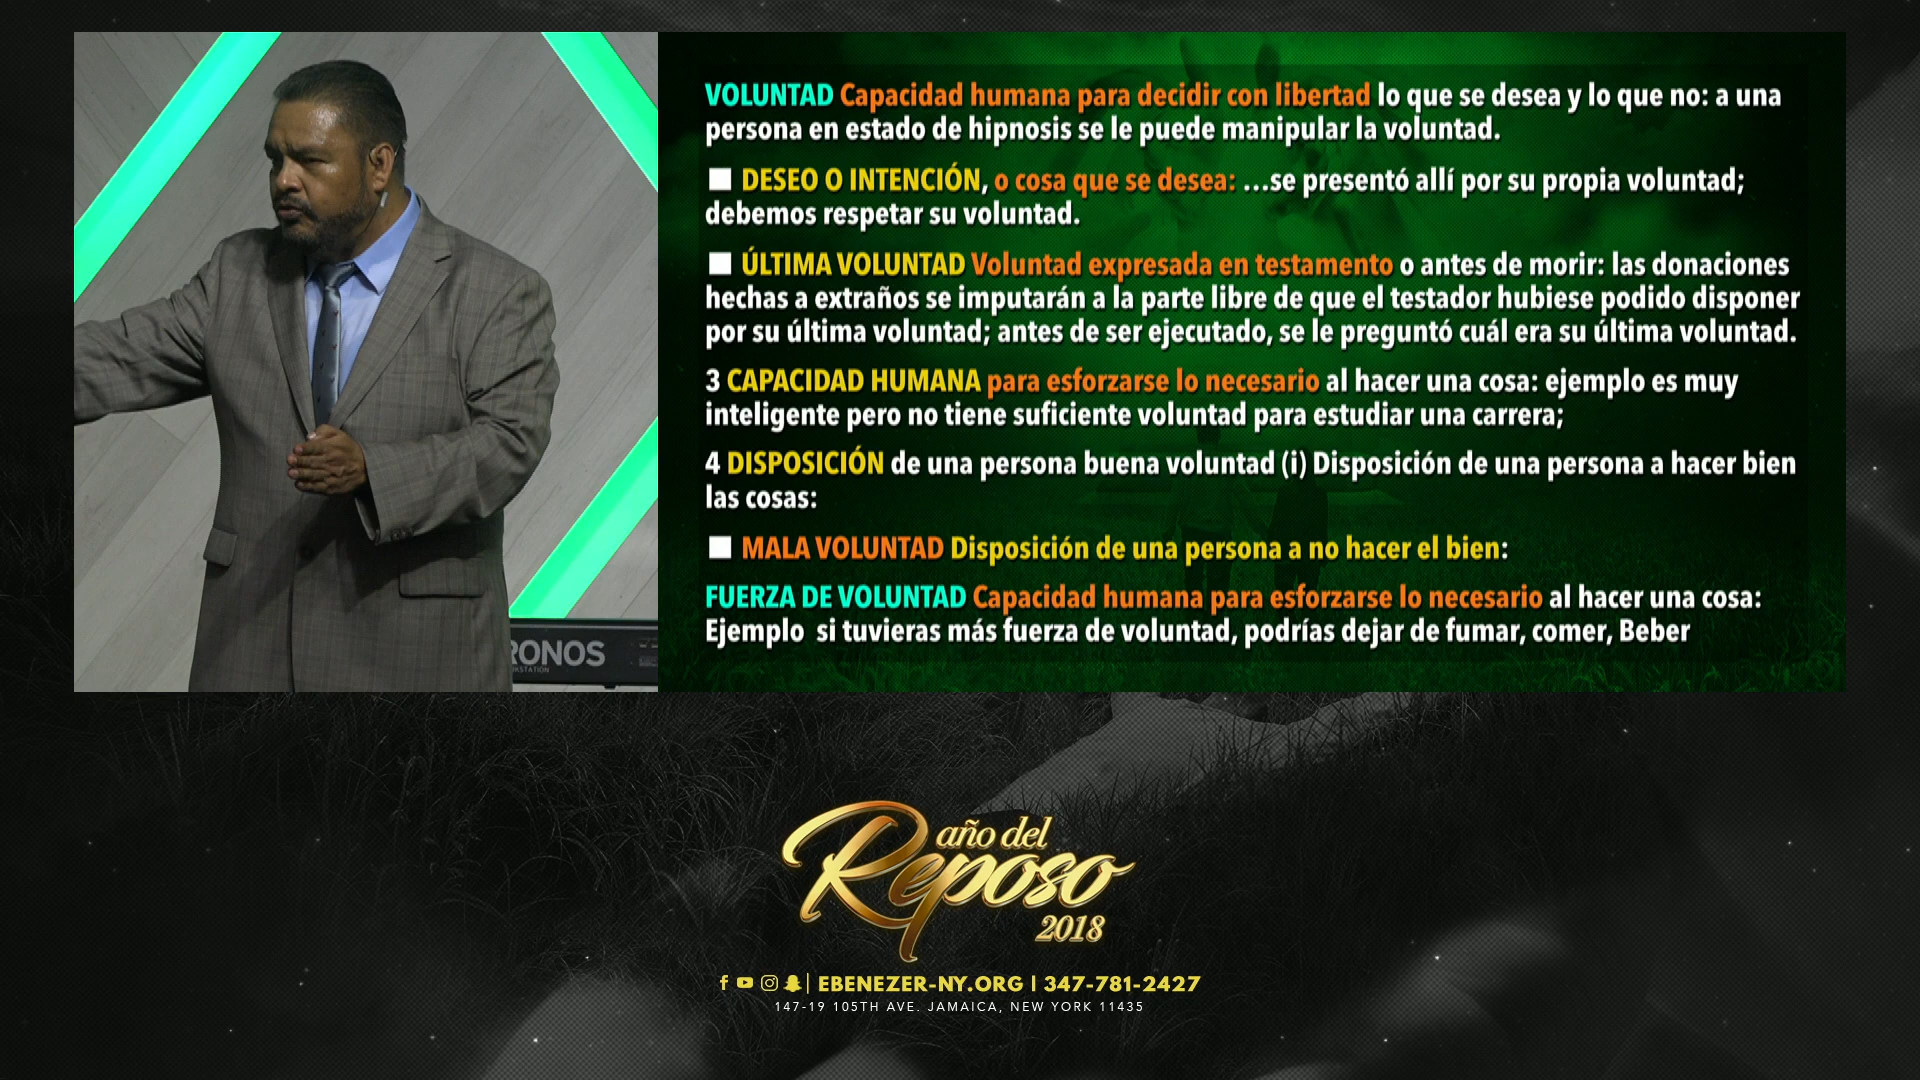 VOLUNTAD Capacidad humana para decidir con libertad lo que se desea y lo que no: a una
persona en estado de hipnosis se le puede manipular la voluntad.
DESEO O INTENCIÓN, o cosa que se desea: ...se presentó allí por su propia voluntad;
debemos respetar su voluntad.
ÚLTIMA VOLUNTAD Voluntad expresada en testamento o antes de morir: las donaciones
hechas a extraños se imputarán a la parte libre de que el testador hubiese podido disponer
por su última voluntad; antes de ser ejecutado, se le preguntó cuál era su última voluntad.
3 CAPACIDAD HUMANA para esforzarse lo necesario al hacer una cosa: ejemplo es muy
inteligente pero no tiene suficiente voluntad para estudiar una carrera;
4 DISPOSICIÓN de una persona buena voluntad (i) Disposición de una persona a hacer bien
las cosas:
MALA VOLUNTAD Disposición de una persona a no hacer el bien:
FUERZA DE VOLUNTAD Capacidad humana para esforzarse lo necesario al hacer una cosa:
Ejemplo si tuvieras más fuerza de voluntad, podrías dejar de fumar, comer, Beber
RONOS
año del
Reposo
2018
| EBENEZER-NY.ORG | 347-781-2427
147-19 105TH AVE. JAMAICA, NEW YORK 11435